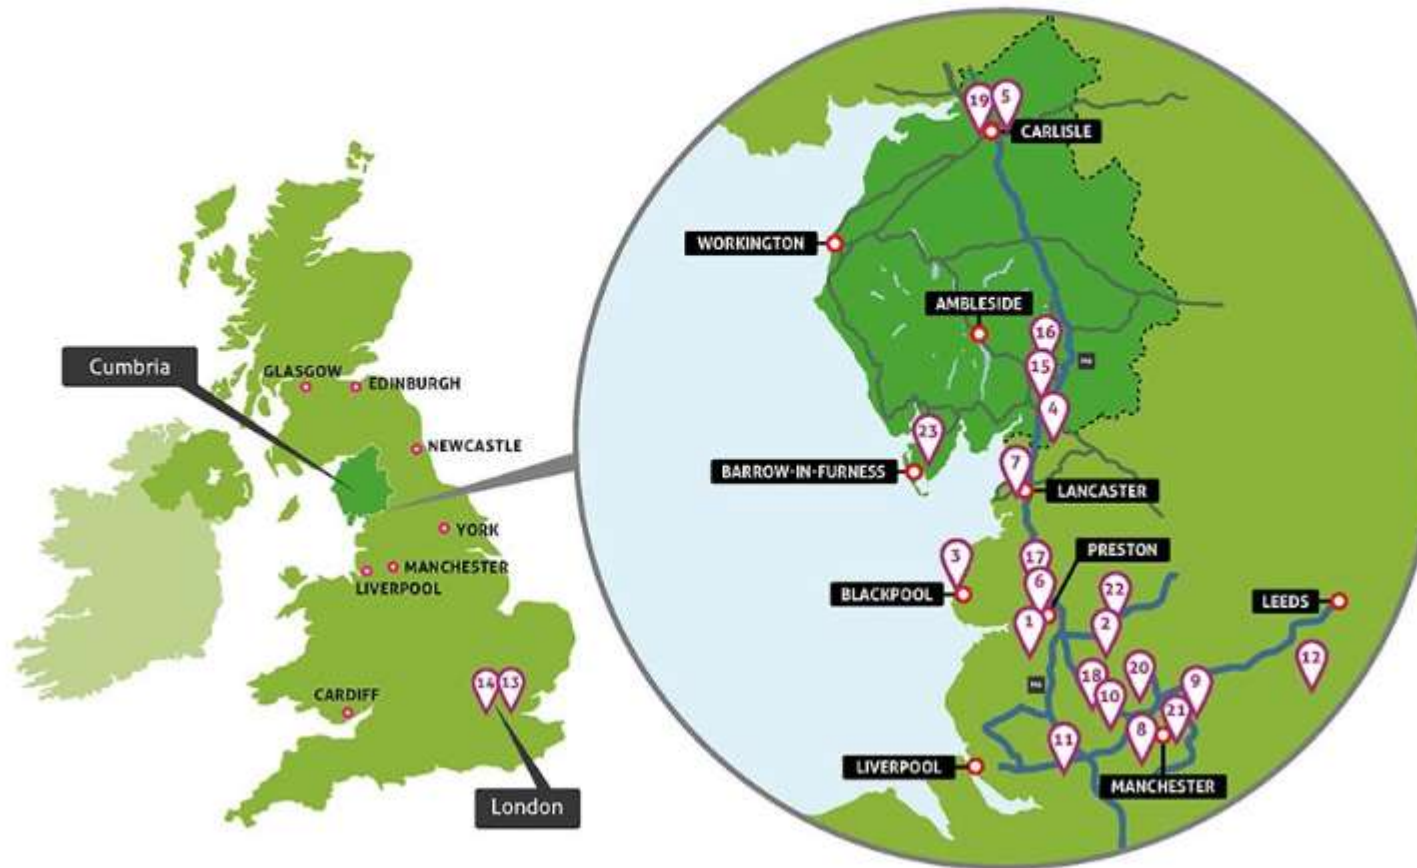 Cumbria
GLASGOW
EDINBURGH
NEWCASTLE
YORK
MANCHESTER
LIVERPOOL
CARDIFF
14
13
London
19
5
CARLISLE
WORKINGTON
AMBLESIDE
16
15
M6
4
23
BARROW-IN-FURNESS
7
LANCASTER
3
17
PRESTON
6
BLACKPOOL
22
LEEDS
1
2
12
18
20
9
M6
10
21
11
8
LIVERPOOL
MANCHESTER